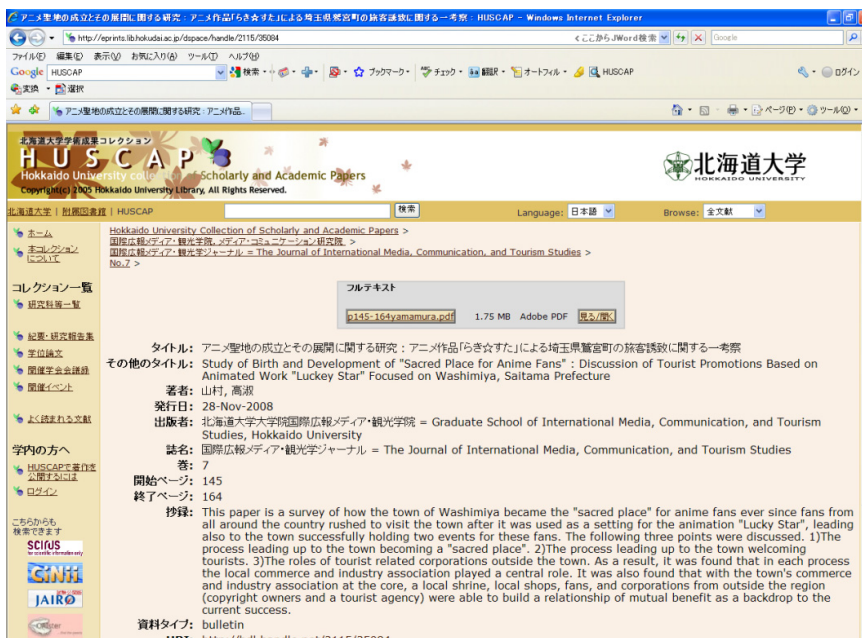 アニメ聖地の成立とその展開に関する研究：アニメ作品「らき☆すた」による埼玉県鷲宮町の旅客誘致に関する一考察：HUSCAP - Windows Internet Explorer
http://eprints.lib.hokudai.ac.jp/dspace/handle/2115/35084
<ここからJWord検索
Google
ファイル(F) 編集(E) 表示(V) お気に入り(A) ツール(T) ヘルプ(H)
Google HUSCAP 検索 ブックマーク チェック 翻訳 オートフィル HUSCAP ログイン
変換 選択
アニメ聖地の成立とその展開に関する研究：アニメ作品...
ページ(P) ツール(O)
北海道大学学術成果コレクション
HUSCAP
Hokkaido University collection of Scholarly and Academic Papers
Copyright(c) 2005 Hokkaido University Library, All Rights Reserved.
北海道大学
HOKKAIDO UNIVERSITY
北海道大学 | 附属図書館 | HUSCAP 検索 Language: 日本語 Browse: 全文献
ホーム
本コレクションについて
コレクション一覧
研究科等一覧
紀要・研究報告集
学位論文
開催学会会議録
開催イベント
よく読まれる文献
学内の方へ
HUSCAPで著作を公開するには
ログイン
こちらからも
検索できます
SCIRUS
for scientific information only
CiNii
JAIRO
Hokkaido University Collection of Scholarly and Academic Papers >
国際広報メディア・観光学院，メディア・コミュニケーション研究院 >
国際広報メディア・観光学ジャーナル = The Journal of International Media, Communication, and Tourism Studies >
No.7 >
フルテキスト
p145-164yamamura.pdf 1.75 MB Adobe PDF 見る/開く
タイトル: アニメ聖地の成立とその展開に関する研究 : アニメ作品「らき☆すた」による埼玉県鷲宮町の旅客誘致に関する一考察
その他のタイトル: Study of Birth and Development of "Sacred Place for Anime Fans" : Discussion of Tourist Promotions Based on
Animated Work "Luckey Star" Focused on Washimiya, Saitama Prefecture
著者: 山村, 高淑
発行日: 28-Nov-2008
出版者: 北海道大学大学院国際広報メディア・観光学院 = Graduate School of International Media, Communication, and Tourism
Studies, Hokkaido University
誌名: 国際広報メディア・観光学ジャーナル = The Journal of International Media, Communication, and Tourism Studies
巻: 7
開始ページ: 145
終了ページ: 164
抄録: This paper is a survey of how the town of Washimiya became the "sacred place" for anime fans ever since fans from
all around the country rushed to visit the town after it was used as a setting for the animation "Lucky Star", leading
also to the town successfully holding two events for these fans. The following three points were discussed. 1)The
process leading up to the town becoming a "sacred place". 2)The process leading up to the town welcoming
tourists. 3)The roles of tourist related corporations outside the town. As a result, it was found that in each process
the local commerce and industry association played a central role. It was also found that with the town's commerce
and industry association at the core, a local shrine, local shops, fans, and corporations from outside the region
(copyright owners and a tourist agency) were able to build a relationship of mutual benefit as a backdrop to the
current success.
資料タイプ: bulletin